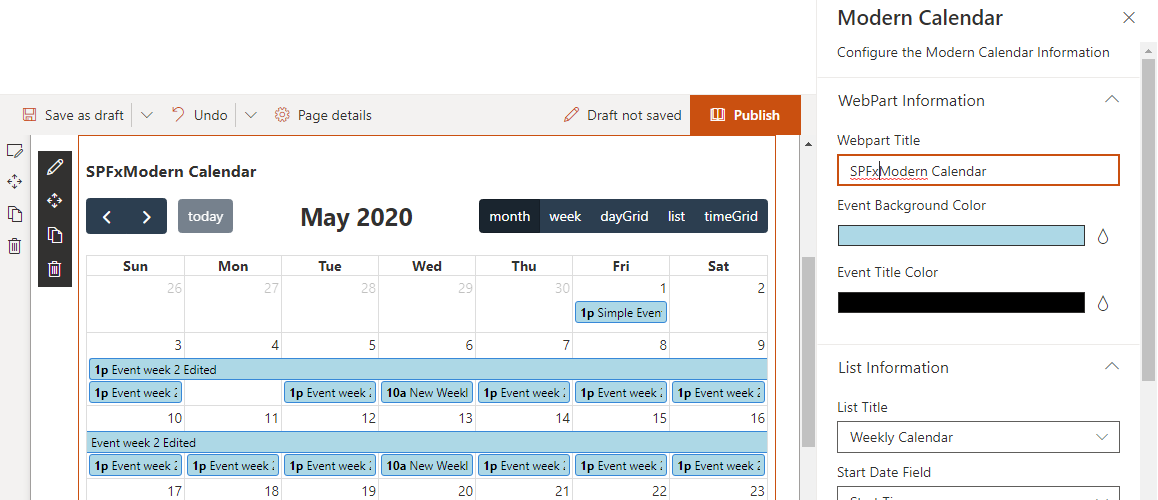 Modern Calendar
Configure the Modern Calendar Information
Save as draft Undo Page details Draft not saved Publish
SPFxModern Calendar
today May 2020 month week dayGrid list timeGrid
Sun Mon Tue Wed Thu Fri Sat
26 27 28 29 30 1 2
1p Simple Even
3 4 5 6 7 8 9
1p Event week 2 Edited
1p Event week 2 1p Event week 2 10a New Weekl 1p Event week 2 1p Event week 2 1p Event week 2
10 11 12 13 14 15 16
Event week 2 Edited
1p Event week 2 1p Event week 2 1p Event week 2 10a New Weekl 1p Event week 2 1p Event week 2 1p Event week 2
17 18 19 20 21 22 23
WebPart Information
Webpart Title
SPFxModern Calendar
Event Background Color
Event Title Color
List Information
List Title
Weekly Calendar
Start Date Field